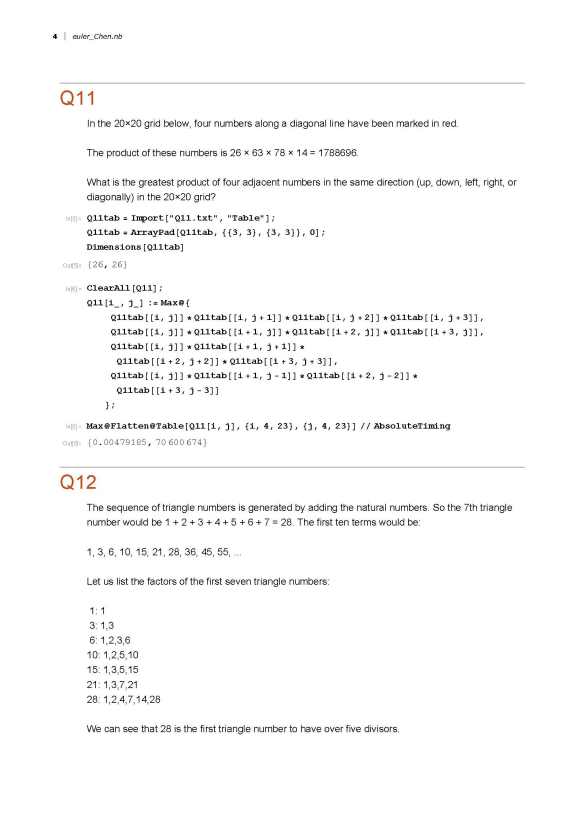 4 | euler_Chen.nb
Q11
In the 20×20 grid below, four numbers along a diagonal line have been marked in red.
The product of these numbers is 26 × 63 × 78 × 14 = 1788696.
What is the greatest product of four adjacent numbers in the same direction (up, down, left, right, or
diagonally) in the 20×20 grid?
Q11tab = Import["Q11.txt", "Table"];
Q11tab = ArrayPad[Q11tab, {{3, 3}, {3, 3}}, 0];
Dimensions[Q11tab]
{26, 26}
ClearAll[Q11];
Q11[i_, j_] := Max@{
Q11tab[[i, j]] * Q11tab[[i, j + 1]] * Q11tab[[i, j + 2]] * Q11tab[[i, j + 3]],
Q11tab[[i, j]] * Q11tab[[i + 1, j]] * Q11tab[[i + 2, j]] * Q11tab[[i + 3, j]],
Q11tab[[i, j]] * Q11tab[[i + 1, j + 1]] *
Q11tab[[i + 2, j + 2]] * Q11tab[[i + 3, j + 3]],
Q11tab[[i, j]] * Q11tab[[i + 1, j - 1]] * Q11tab[[i + 2, j - 2]] *
Q11tab[[i + 3, j - 3]]
};
Max@Flatten@Table[Q11[i, j], {i, 4, 23}, {j, 4, 23}] // AbsoluteTiming
{0.00479185, 70 600 674}
Q12
The sequence of triangle numbers is generated by adding the natural numbers. So the 7th triangle
number would be 1 + 2 + 3 + 4 + 5 + 6 + 7 = 28. The first ten terms would be:
1, 3, 6, 10, 15, 21, 28, 36, 45, 55, ...
Let us list the factors of the first seven triangle numbers:
1: 1
3: 1,3
6: 1,2,3,6
10: 1,2,5,10
15: 1,3,5,15
21: 1,3,7,21
28: 1,2,4,7,14,28
We can see that 28 is the first triangle number to have over five divisors.